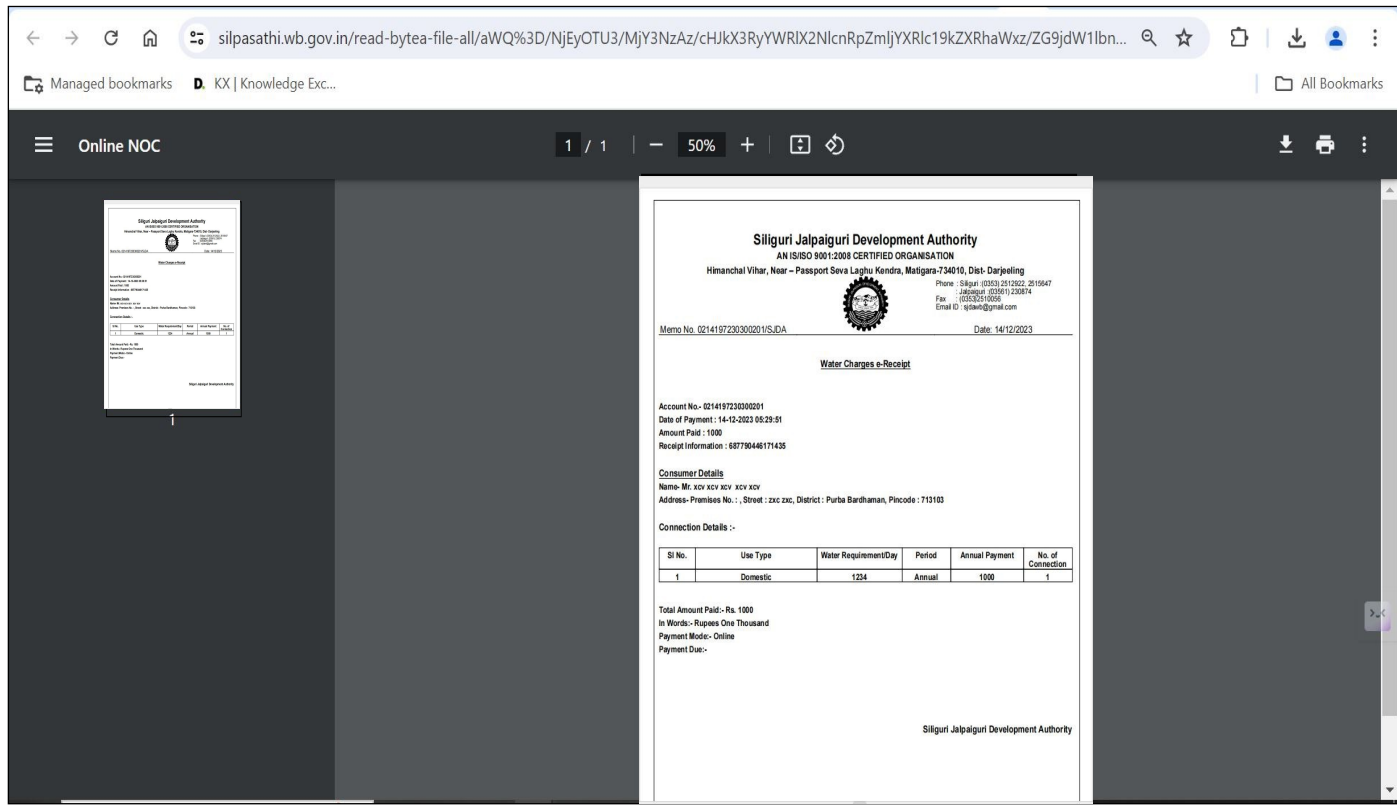 silpasathi.wb.gov.in/read-bytea-file-all/aWQ%3D/NjEyOTU3/MjY3NzAz/cHJkX3RyYWRlX2NlcnRpZmljYXRlc19kZXRhaWxz/ZG9jdW1lbn...
Managed bookmarks D. KX | Knowledge Exc... All Bookmarks
Online NOC 1 / 1 50%
Siliguri Jalpaiguri Development Authority
AN IS/ISO 9001:2008 CERTIFIED ORGANISATION
Himanchal Vihar, Near – Passport Seva Laghu Kendra, Matigara-734010, Dist- Darjeeling
Phone : Siliguri :(0353) 2512922, 2515647
: Jalpaiguri :(03561) 230874
Fax : (0353)2510056
Email ID : sjdawb@gmail.com
Memo No. 0214197230300201/SJDA Date: 14/12/2023
Water Charges e-Receipt
Account No.- 0214197230300201
Date of Payment : 14-12-2023 05:29:51
Amount Paid : 1000
Receipt Information : 687790446171435
Consumer Details
Name- Mr. xcv xcv xcv xcv xcv
Address- Premises No. : , Street : zxc zxc, District : Purba Bardhaman, Pincode : 713103
Connection Details :-
Sl No. Use Type Water Requirement/Day Period Annual Payment No. of Connection
1 Domestic 1234 Annual 1000 1
Total Amount Paid:- Rs. 1000
In Words:- Rupees One Thousand
Payment Mode:- Online
Payment Due:-
Siliguri Jalpaiguri Development Authority
1